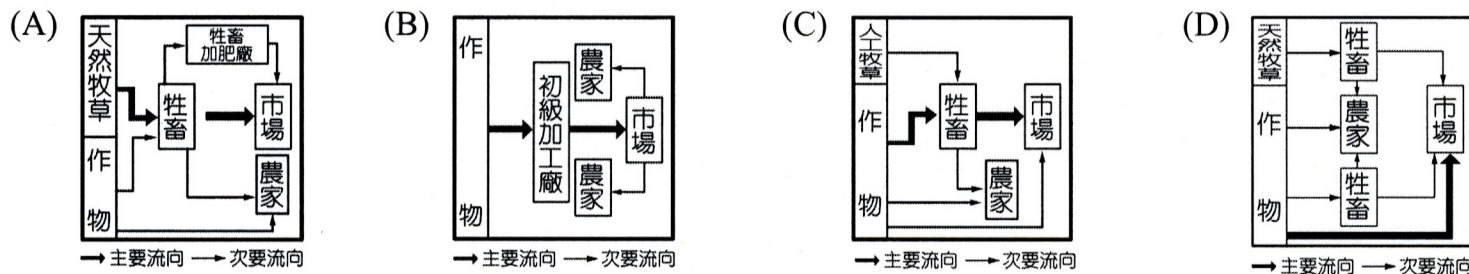 (A)
天然牧草
作物
牲畜
加肥廠
牲畜
市場
農家
主要流向 次要流向
(B)
作
初級加工廠
農家
市場
農家
主要流向 次要流向
(C)
人工牧草
作物
牲畜
市場
農家
主要流向 次要流向
(D)
天然牧草
作物
牲畜
農家
牲畜
市場
主要流向 次要流向